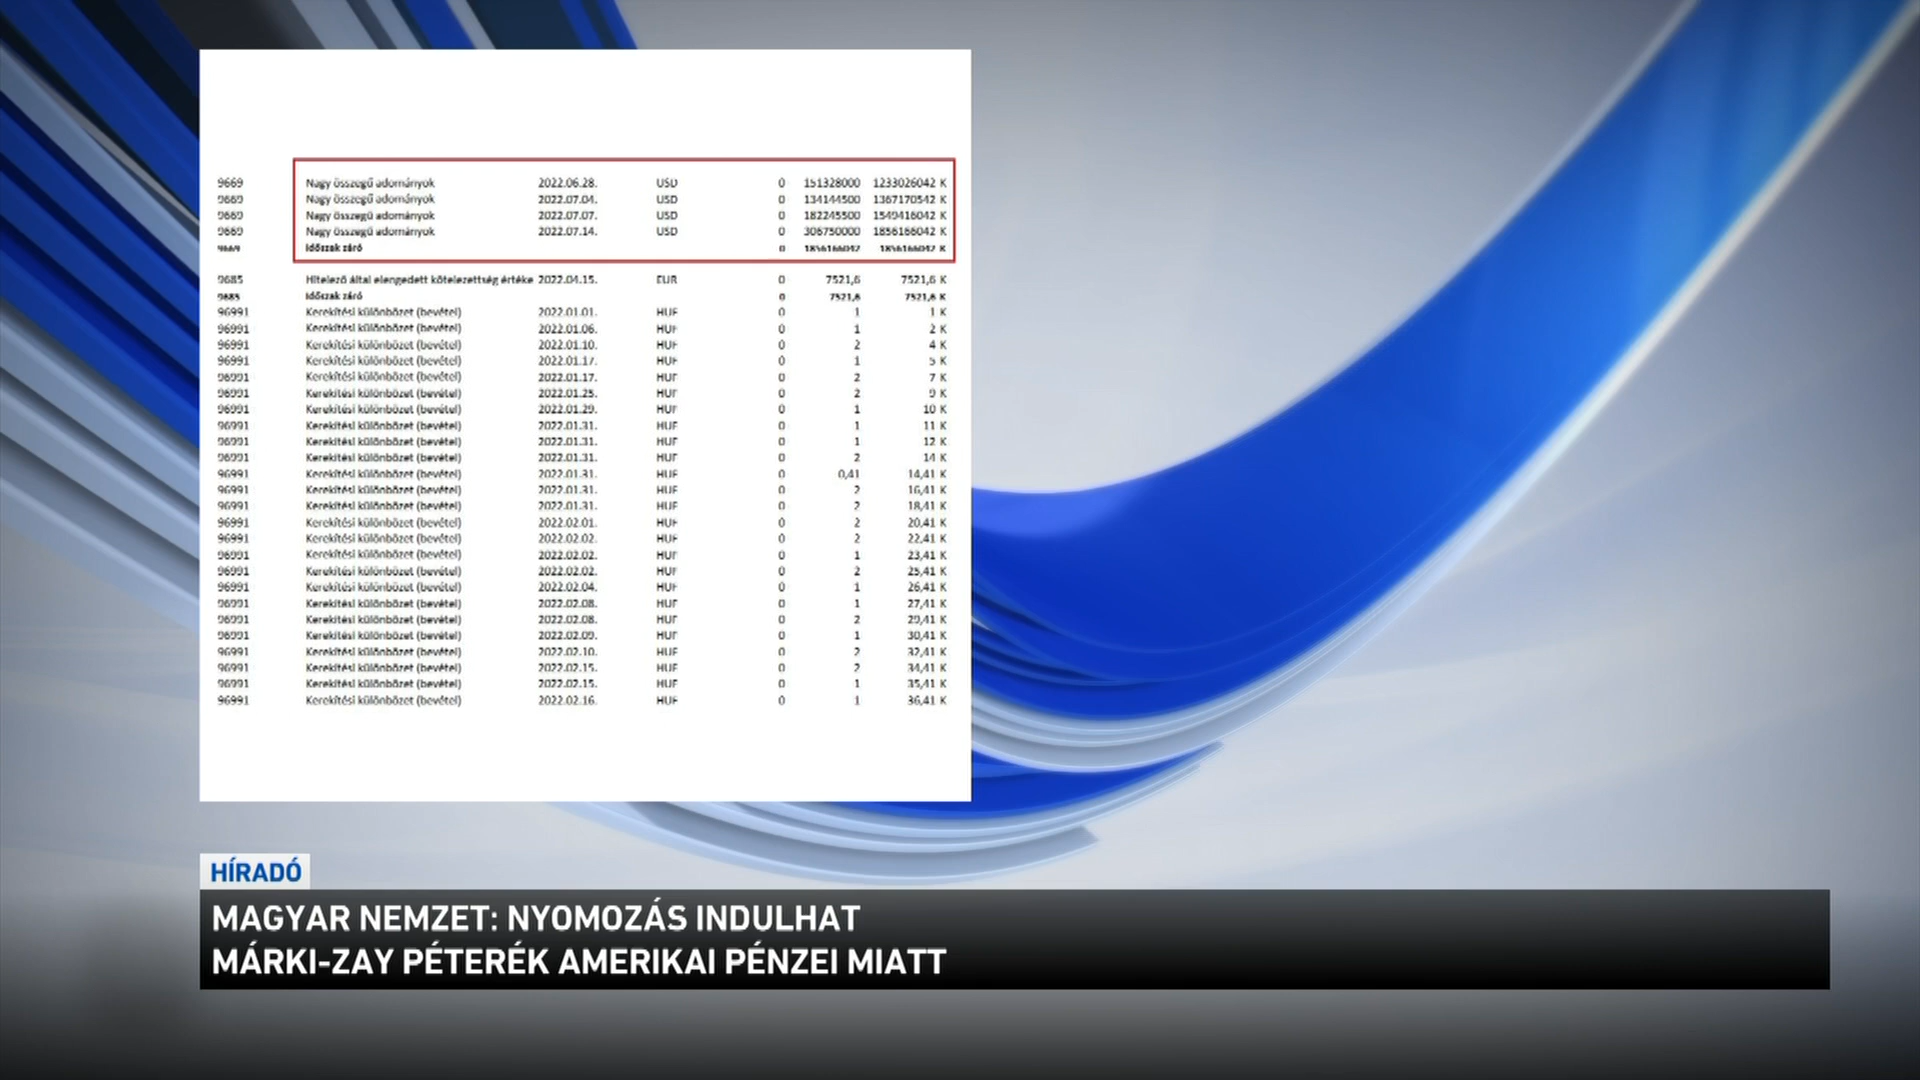 9669 Nagy összegű adományok 2022.06.28. USD 0 151328000 1233026042 K
9669 Nagy összegű adományok 2022.07.04. USD 0 134144500 1367170542 K
9669 Nagy összegű adományok 2022.07.07. USD 0 182245500 1549416042 K
9669 Nagy összegű adományok 2022.07.14. USD 0 306750000 1856166042 K
9669 Időszak záró 0 1856166042 1856166042 K
9685 Hitelező által elengedett kötelezettség értéke 2022.04.15. EUR 0 7521,6 7521,6 K
9685 Időszak záró 0 7521,6 7521,6 K
96991 Kerekítési különbözet (bevétel) 2022.01.01. HUF 0 1 1 K
96991 Kerekítési különbözet (bevétel) 2022.01.06. HUF 0 1 2 K
96991 Kerekítési különbözet (bevétel) 2022.01.10. HUF 0 2 4 K
96991 Kerekítési különbözet (bevétel) 2022.01.17. HUF 0 1 5 K
96991 Kerekítési különbözet (bevétel) 2022.01.17. HUF 0 2 7 K
96991 Kerekítési különbözet (bevétel) 2022.01.25. HUF 0 2 9 K
96991 Kerekítési különbözet (bevétel) 2022.01.29. HUF 0 1 10 K
96991 Kerekítési különbözet (bevétel) 2022.01.31. HUF 0 1 11 K
96991 Kerekítési különbözet (bevétel) 2022.01.31. HUF 0 1 12 K
96991 Kerekítési különbözet (bevétel) 2022.01.31. HUF 0 2 14 K
96991 Kerekítési különbözet (bevétel) 2022.01.31. HUF 0 0,41 14,41 K
96991 Kerekítési különbözet (bevétel) 2022.01.31. HUF 0 2 16,41 K
96991 Kerekítési különbözet (bevétel) 2022.01.31. HUF 0 2 18,41 K
96991 Kerekítési különbözet (bevétel) 2022.02.01. HUF 0 2 20,41 K
96991 Kerekítési különbözet (bevétel) 2022.02.02. HUF 0 2 22,41 K
96991 Kerekítési különbözet (bevétel) 2022.02.02. HUF 0 1 23,41 K
96991 Kerekítési különbözet (bevétel) 2022.02.02. HUF 0 2 25,41 K
96991 Kerekítési különbözet (bevétel) 2022.02.04. HUF 0 1 26,41 K
96991 Kerekítési különbözet (bevétel) 2022.02.08. HUF 0 1 27,41 K
96991 Kerekítési különbözet (bevétel) 2022.02.08. HUF 0 2 29,41 K
96991 Kerekítési különbözet (bevétel) 2022.02.09. HUF 0 1 30,41 K
96991 Kerekítési különbözet (bevétel) 2022.02.10. HUF 0 2 32,41 K
96991 Kerekítési különbözet (bevétel) 2022.02.15. HUF 0 2 34,41 K
96991 Kerekítési különbözet (bevétel) 2022.02.15. HUF 0 1 35,41 K
96991 Kerekítési különbözet (bevétel) 2022.02.16. HUF 0 1 36,41 K
HÍRADÓ
MAGYAR NEMZET: NYOMOZÁS INDULHAT
MÁRKI-ZAY PÉTERÉK AMERIKAI PÉNZEI MIATT